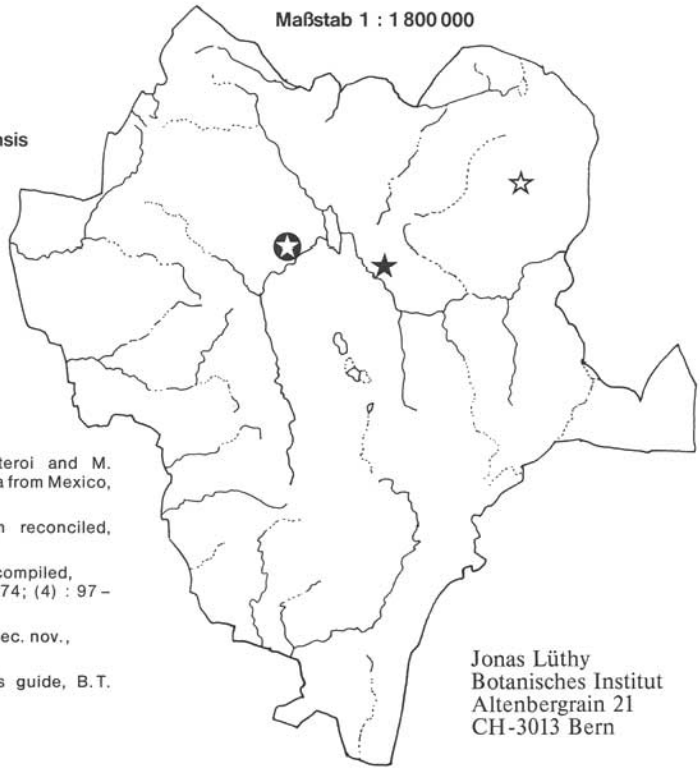 Maßstab 1 : 1 800 000
nsis
teroi and M.
a from Mexico,
n reconciled,
compiled,
74; (4) : 97–
ec. nov.,
s guide, B.T.
Jonas Lüthy
Botanisches Institut
Altenbergrain 21
CH-3013 Bern